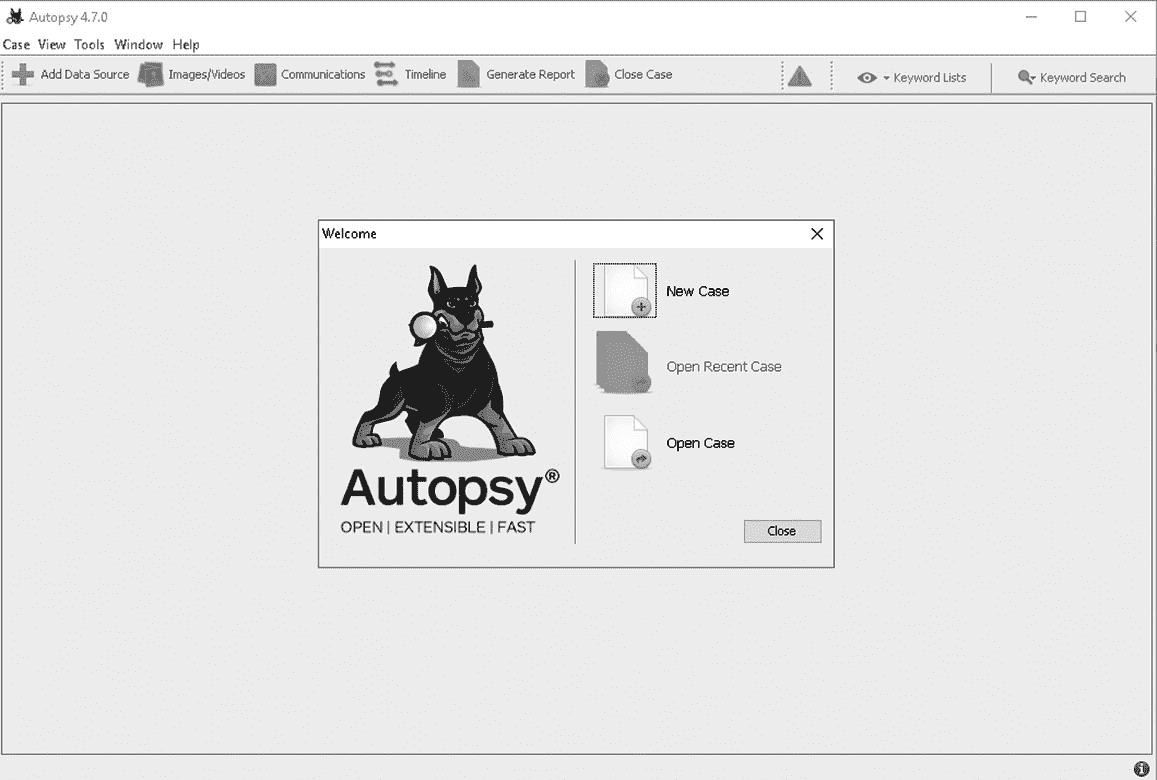 Autopsy 4.7.0
Case View Tools Window Help
Add Data Source Images/Videos Communications Timeline Generate Report Close Case Keyword Lists Keyword Search
Welcome
New Case
Open Recent Case
Open Case
Autopsy®
OPEN | EXTENSIBLE | FAST
Close